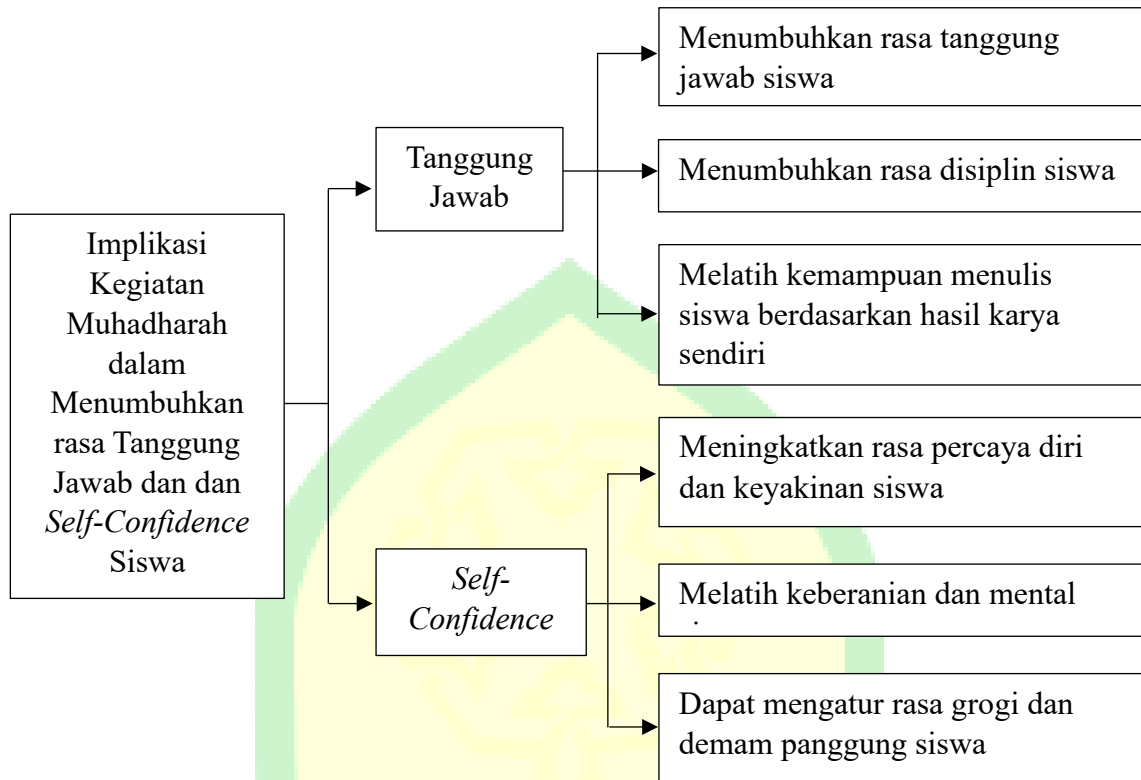 Implikasi
Kegiatan
Muhadharah
dalam
Menumbuhkan
rasa Tanggung
Jawab dan dan
Self-Confidence
Siswa
Tanggung
Jawab
Menumbuhkan rasa tanggung
jawab siswa
Menumbuhkan rasa disiplin siswa
Melatih kemampuan menulis
siswa berdasarkan hasil karya
sendiri
Self-
Confidence
Meningkatkan rasa percaya diri
dan keyakinan siswa
Melatih keberanian dan mental
Dapat mengatur rasa grogi dan
demam panggung siswa